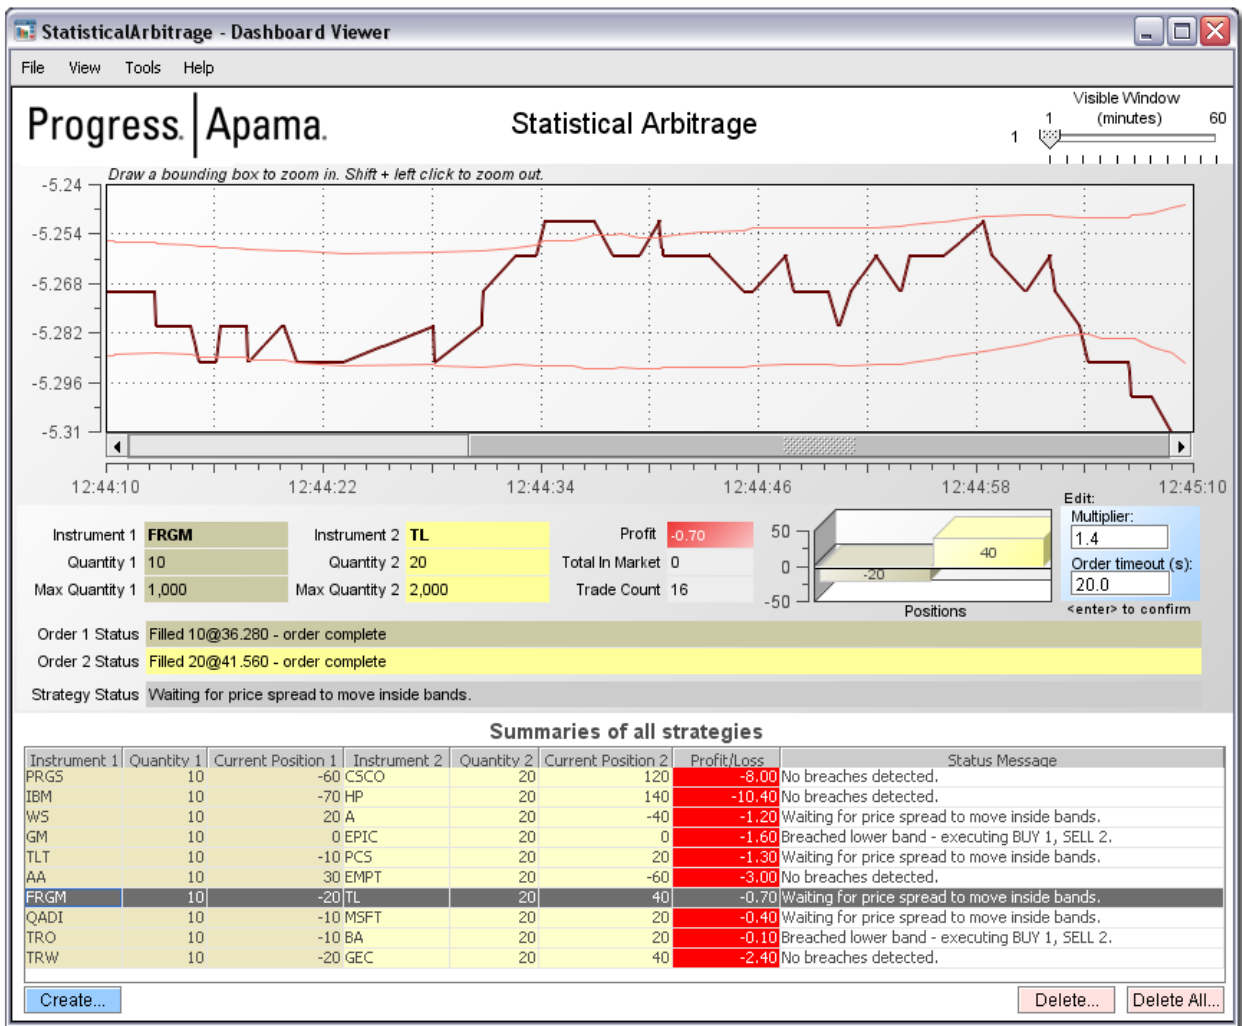 StatisticalArbitrage - Dashboard Viewer
File View Tools Help
Progress. Apama.
Statistical Arbitrage
Visible Window
(minutes)
1 1 60
Draw a bounding box to zoom in. Shift + left click to zoom out.
-5.24
-5.254
-5.268
-5.282
-5.296
-5.31
12:44:10 12:44:22 12:44:34 12:44:46 12:44:58 12:45:10
Edit:
Instrument 1 FRGM Instrument 2 TL Profit -0.70
Quantity 1 10 Quantity 2 20 Total In Market 0
Max Quantity 1 1,000 Max Quantity 2 2,000 Trade Count 16
50
0
-50
-20
40
Positions
Multiplier:
1.4
Order timeout (s):
20.0
<enter> to confirm
Order 1 Status Filled 10@36.280 - order complete
Order 2 Status Filled 20@41.560 - order complete
Strategy Status Waiting for price spread to move inside bands.
Summaries of all strategies
Instrument 1 Quantity 1 Current Position 1 Instrument 2 Quantity 2 Current Position 2 Profit/Loss Status Message
PRGS 10 -60 CSCO 20 120 -8.00 No breaches detected.
IBM 10 -70 HP 20 140 -10.40 No breaches detected.
WS 10 20 A 20 -40 -1.20 Waiting for price spread to move inside bands.
GM 10 0 EPIC 20 0 -1.60 Breached lower band - executing BUY 1, SELL 2.
TLT 10 -10 PCS 20 20 -1.30 Waiting for price spread to move inside bands.
AA 10 30 EMPT 20 -60 -3.00 No breaches detected.
FRGM 10 -20 TL 20 40 -0.70 Waiting for price spread to move inside bands.
QADI 10 -10 MSFT 20 20 -0.40 Waiting for price spread to move inside bands.
TRO 10 -10 BA 20 20 -0.10 Breached lower band - executing BUY 1, SELL 2.
TRW 10 -20 GEC 20 40 -2.40 No breaches detected.
Create... Delete... Delete All...